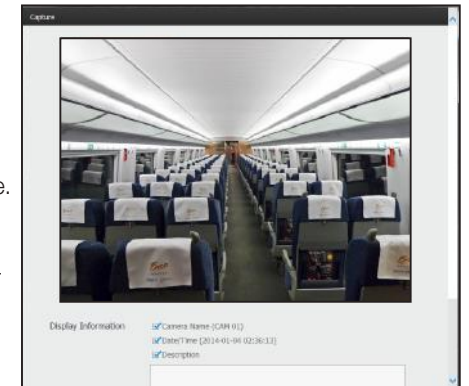 Capture
e.
Display Information
Camera Name (CAM 01)
Date/Time (2014-01-04 02:36:13)
Description